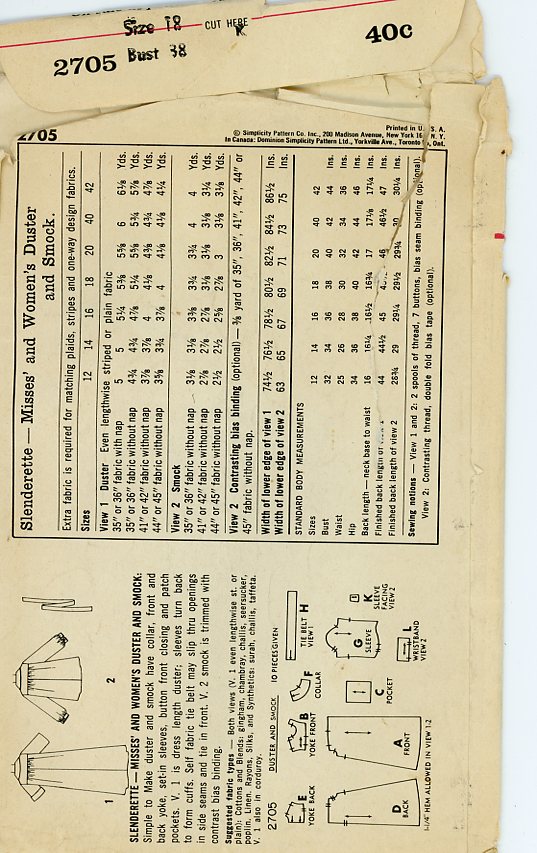 Size 18 CUT HERE
2705 Bust 38 40c
2705
Printed in U. S. A.
© Simplicity Pattern Co. Inc., 200 Madison Avenue, New York 16 N. Y.
In Canada: Dominion Simplicity Pattern Ltd., Yorkville Ave., Toronto Ont.
Slenderette — Misses' and Women's Duster
and Smock.
Extra fabric is required for matching plaids, stripes and one-way design fabrics.
Sizes 12 14 16 18 20 40 42
View 1 Duster Even lengthwise striped or plain fabric
35" or 36" fabric with nap 5 5 5¼ 5⅜ 5⅝ 6 6⅛ Yds.
35" or 36" fabric without nap 4¾ 4¾ 4⅞ 5¼ 5⅝ 5¾ 5⅞ Yds.
41" or 42" fabric without nap 3⅞ 3⅞ 4 4⅛ 4⅜ 4¾ 4⅞ Yds.
44" or 45" fabric without nap 3⅝ 3¾ 3⅞ 4 4⅛ 4⅛ 4¼ Yds.
View 2 Smock
35" or 36" fabric without nap 3⅛ 3⅛ 3⅜ 3¾ 3¾ 4 4 Yds.
41" or 42" fabric without nap 2⅞ 2⅞ 2⅞ 3⅛ 3⅛ 3⅛ 3¼ Yds.
44" or 45" fabric without nap 2½ 2½ 2⅝ 2⅞ 3 3⅛ 3⅛ Yds.
View 2 Contrasting bias binding (optional) —⅜ yard of 35", 36", 41", 42", 44" or
45" fabric without nap.
Width of lower edge of view 1 74½ 76½ 78½ 80½ 82½ 84½ 86½ Ins.
Width of lower edge of view 2 63 65 67 69 71 73 75 Ins.
STANDARD BODY MEASUREMENTS
Sizes 12 14 16 18 20 40 42
Bust 32 34 36 38 40 42 44 Ins.
Waist 25 26 28 30 32 34 36 Ins.
Hip 34 36 38 40 42 44 46 Ins.
Back length—neck base to waist 16 16¼ 16½ 16¾ 17 17⅛ 17¼ Ins.
Finished back length of view 1 44 44½ 45 46 46½ 47 Ins.
Finished back length of view 2 28¾ 29 29¼ 29½ 29¾ 30 30¼ Ins.
Sewing notions — View 1 and 2: 2 spools of thread, 7 buttons, bias seam binding (optional).
View 2: Contrasting thread, double fold bias tape (optional).
1 2
SLENDERETTE—MISSES' AND WOMEN'S DUSTER AND SMOCK:
Simple to Make duster and smock have collar, front and
back yoke, set-in sleeves, button front closing and patch
pockets. V. 1 is dress length duster; sleeves turn back
to form cuffs. Self fabric tie belt may slip thru openings
in side seams and tie in front. V. 2 smock is trimmed with
contrast bias binding.
Suggested fabric types — Both views (V. 1 even lengthwise st. or
plain): Cottons and Blends: gingham, chambray, challis, seersucker,
poplin, Linen, Rayons, Silks, and Synthetics: surah, challis, taffeta.
V. 1 also in corduroy.
2705 DUSTER AND SMOCK 10 PIECES GIVEN
E
YOKE BACK
B
YOKE FRONT
F
COLLAR
TIE BELT H
VIEW 1
C
POCKET
G
SLEEVE
K
SLEEVE
FACING
VIEW 2
L
WRISTBAND
VIEW 2
D
BACK
A
FRONT
1-1/4" HEM ALLOWED IN VIEW 1-2